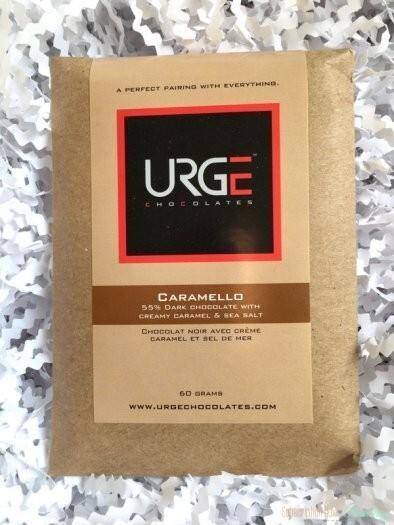 A PERFECT PAIRING WITH EVERYTHING.
URGE™
CHOCOLATES
CARAMELLO
55% DARK CHOCOLATE WITH
CREAMY CARAMEL & SEA SALT
CHOCOLAT NOIR AVEC CRÈME
CARAMEL ET SEL DE MER
60 GRAMS
WWW.URGECHOCOLATES.COM